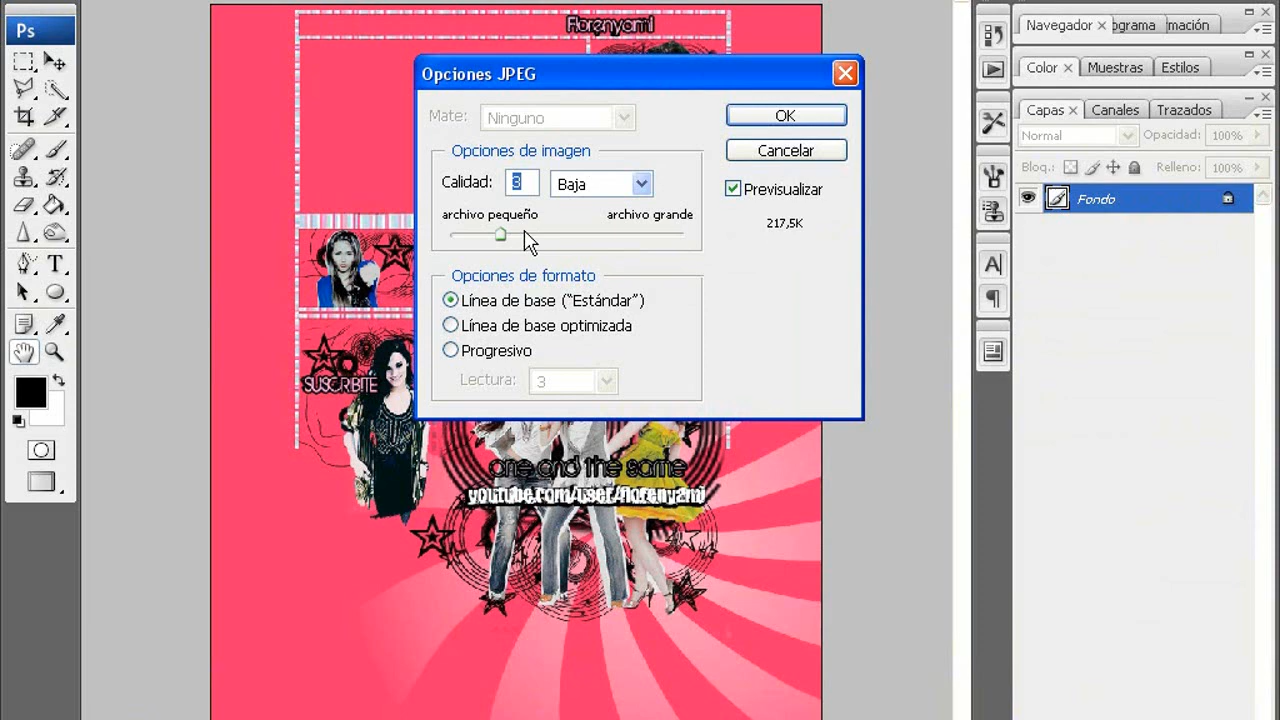 Ps
Florenyami
Navegador × ograma mación
Opciones JPEG
Color × Muestras Estilos
Mate: Ninguno
OK
Capas × Canales Trazados
Normal Opacidad: 100%
Opciones de imagen
Cancelar
Bloq.: Relleno: 100%
Calidad: 3 Baja
Previsualizar
Fondo
archivo pequeño archivo grande
217,5K
Opciones de formato
Línea de base ("Estándar")
Línea de base optimizada
Progresivo
Lectura: 3
SUSCRIBITE
one and the same
youtube.com/user/florenyami